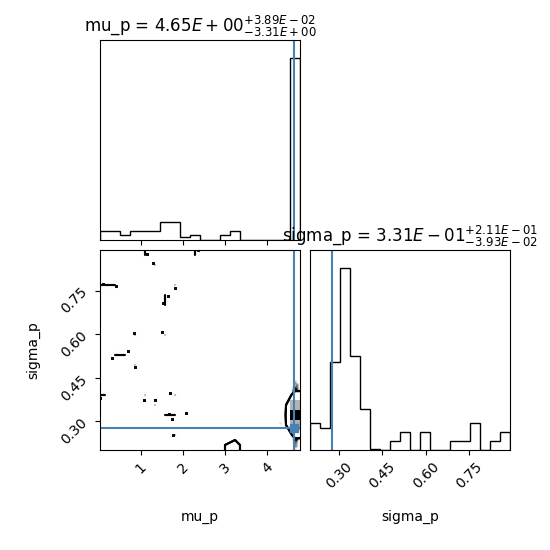 mu_p = 4.65E + 00 +3.89E − 02 −3.31E + 00
sigma_p = 3.31E − 01 +2.11E − 01 −3.93E − 02
sigma_p
0.75
0.60
0.45
0.30
1 2 3 4
0.30 0.45 0.60 0.75
mu_p
sigma_p